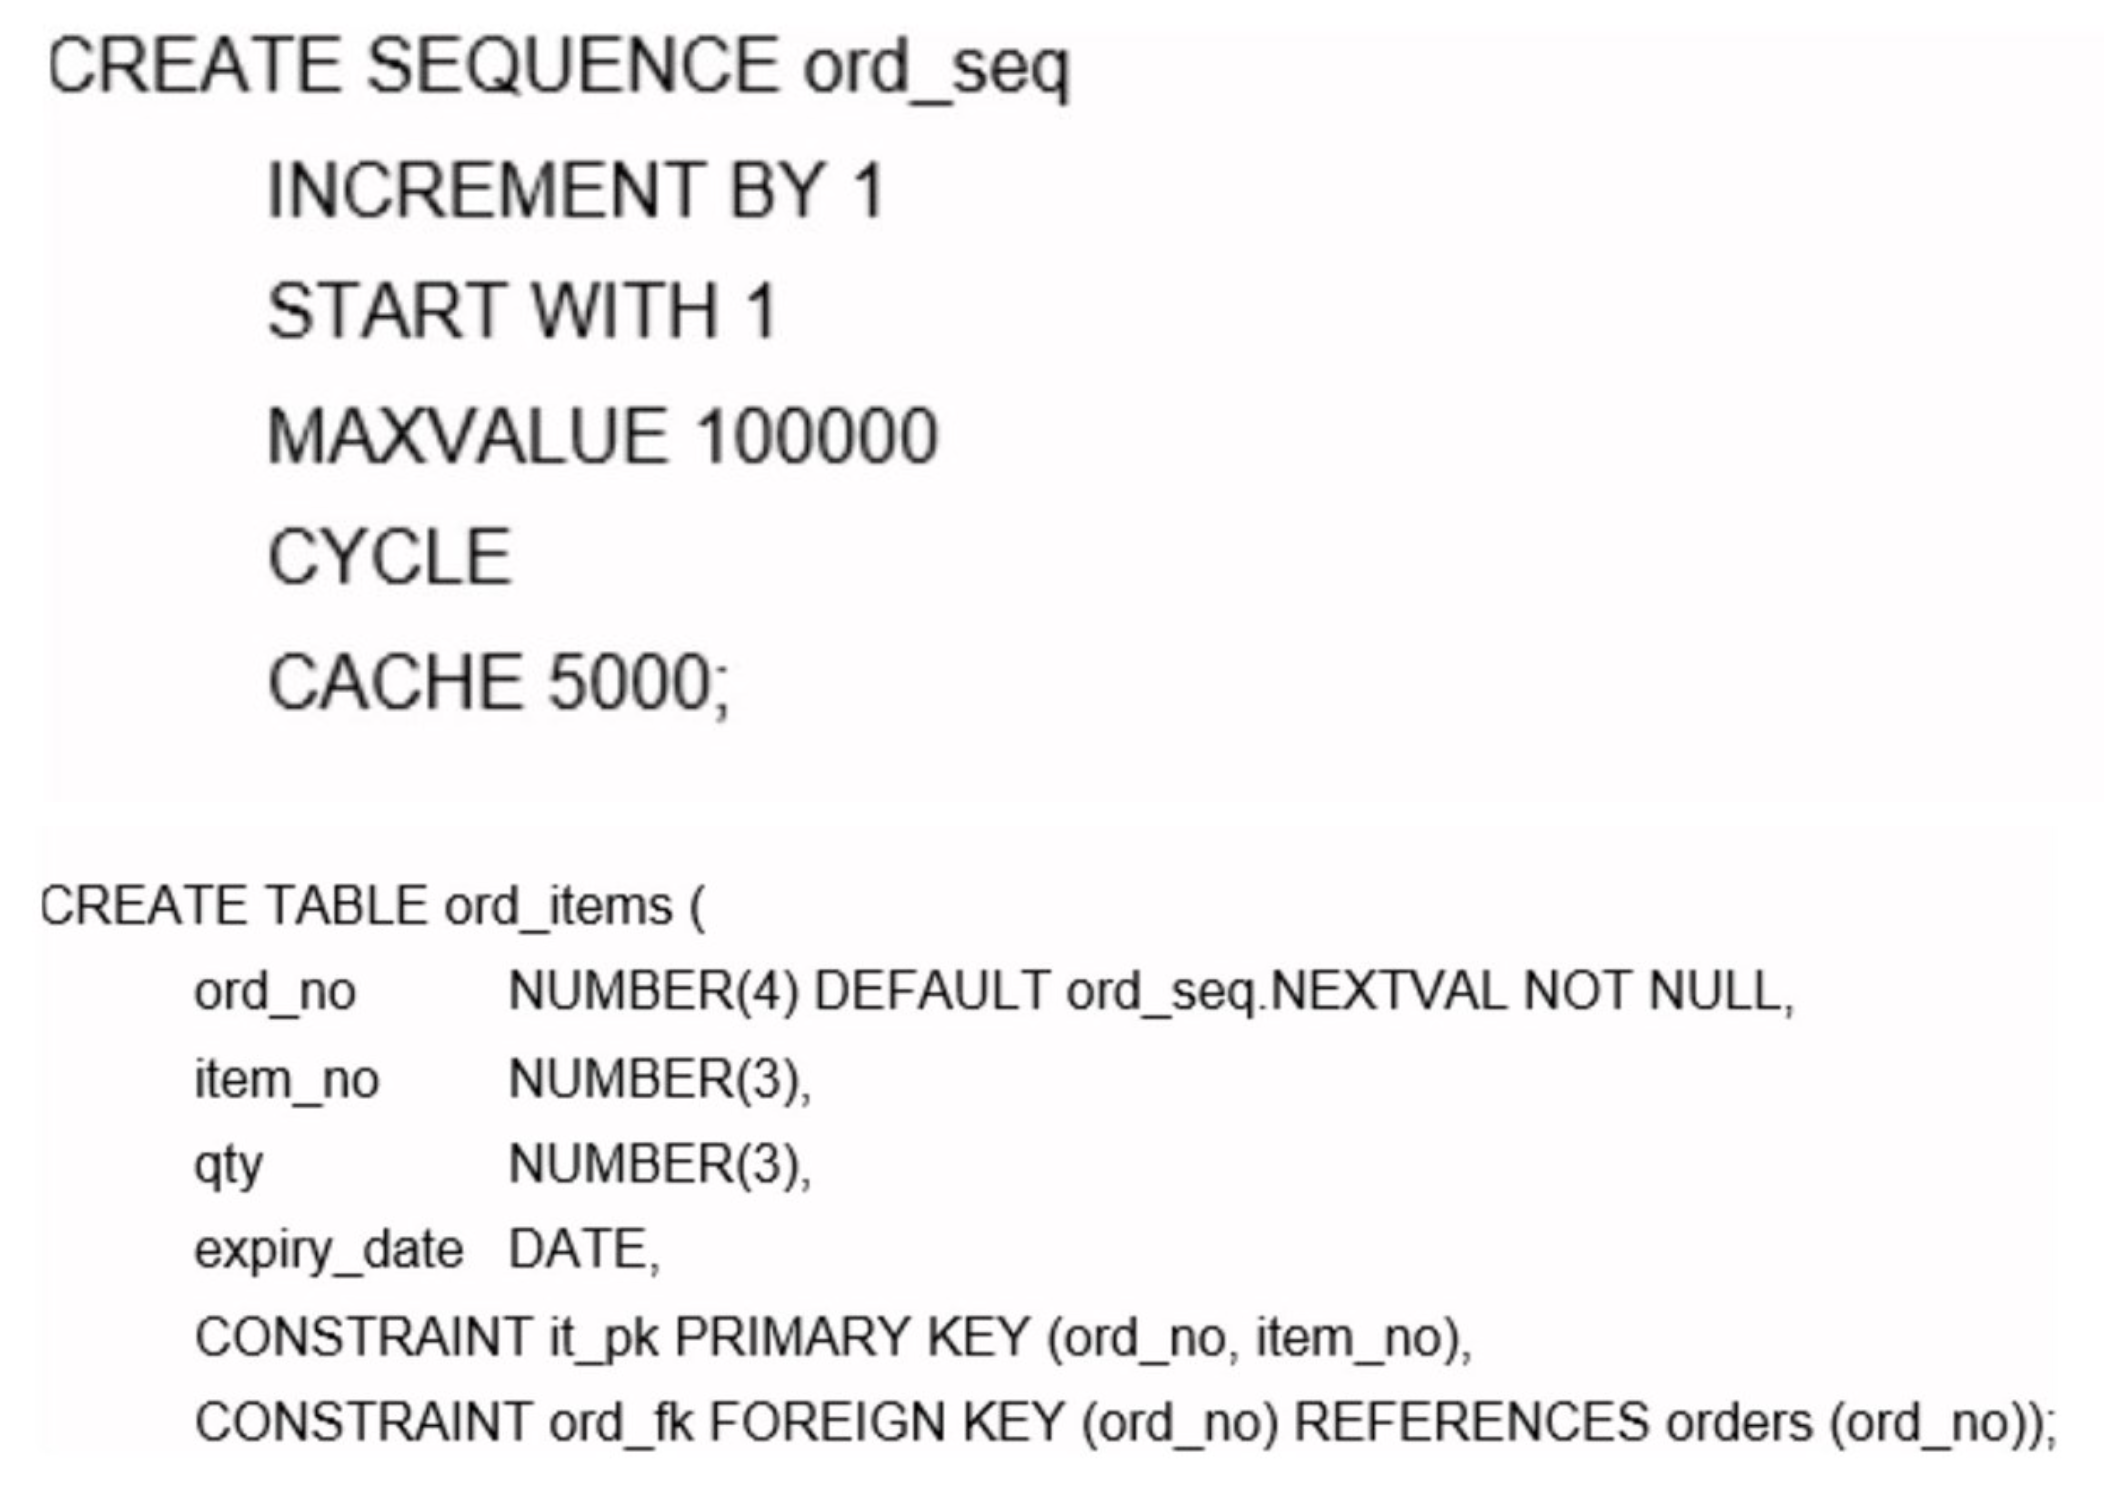 CREATE SEQUENCE ord_seq
INCREMENT BY 1
START WITH 1
MAXVALUE 100000
CYCLE
CACHE 5000;
CREATE TABLE ord_items (
ord_no NUMBER(4) DEFAULT ord_seq.NEXTVAL NOT NULL,
item_no NUMBER(3),
qty NUMBER(3),
expiry_date DATE,
CONSTRAINT it_pk PRIMARY KEY (ord_no, item_no),
CONSTRAINT ord_fk FOREIGN KEY (ord_no) REFERENCES orders (ord_no));